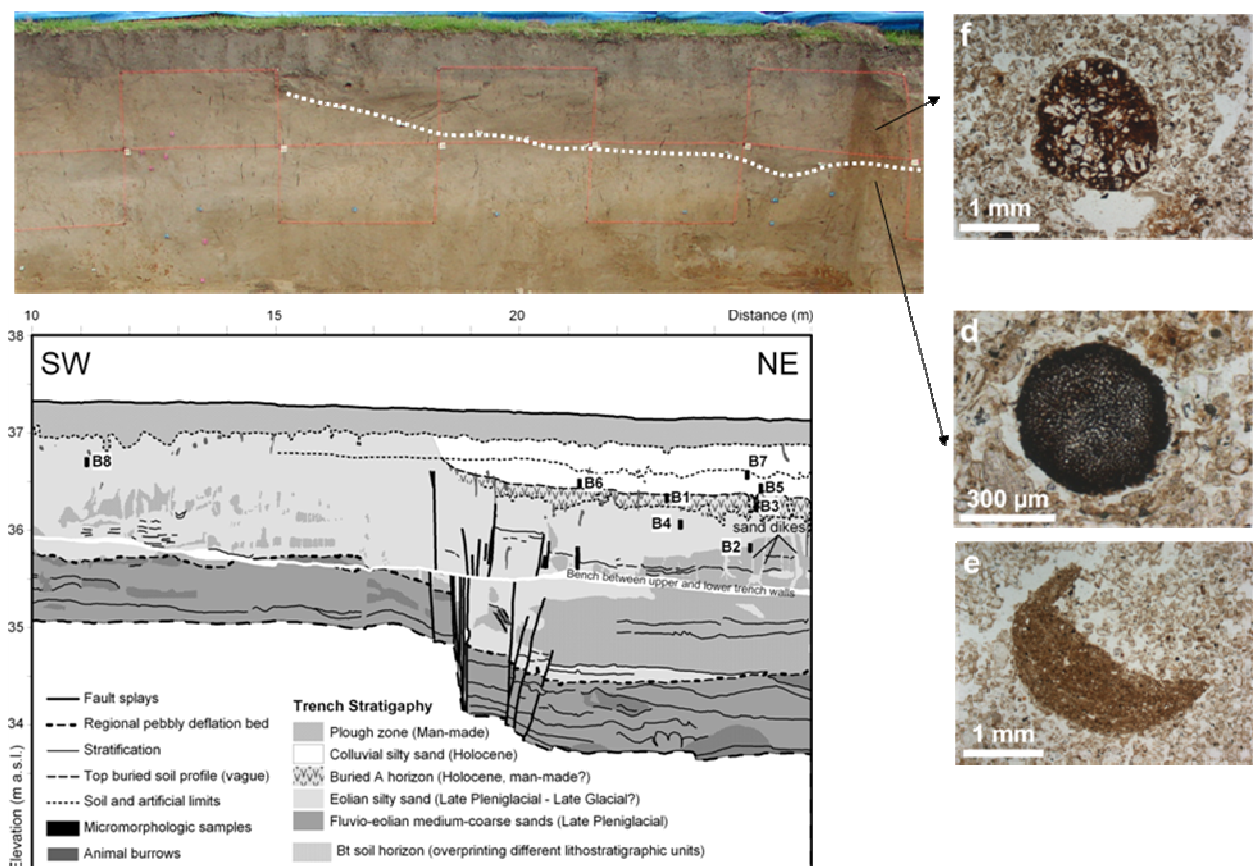 f
1 mm
d
300 µm
e
1 mm
10 15 20 Distance (m)
38
SW NE
37
B8
B7
B6
B5
B1
B3
B4
sand dikes
B2
36
Bench between upper and lower trench walls
35
34
Elevation (m a.s.l.)
Fault splays
Regional pebbly deflation bed
Stratification
Top buried soil profile (vague)
Soil and artificial limits
Micromorphologic samples
Animal burrows
Trench Stratigaphy
Plough zone (Man-made)
Colluvial silty sand (Holocene)
Buried A horizon (Holocene, man-made?)
Eolian silty sand (Late Pleniglacial - Late Glacial?)
Fluvio-eolian medium-coarse sands (Late Pleniglacial)
Bt soil horizon (overprinting different lithostratigraphic units)